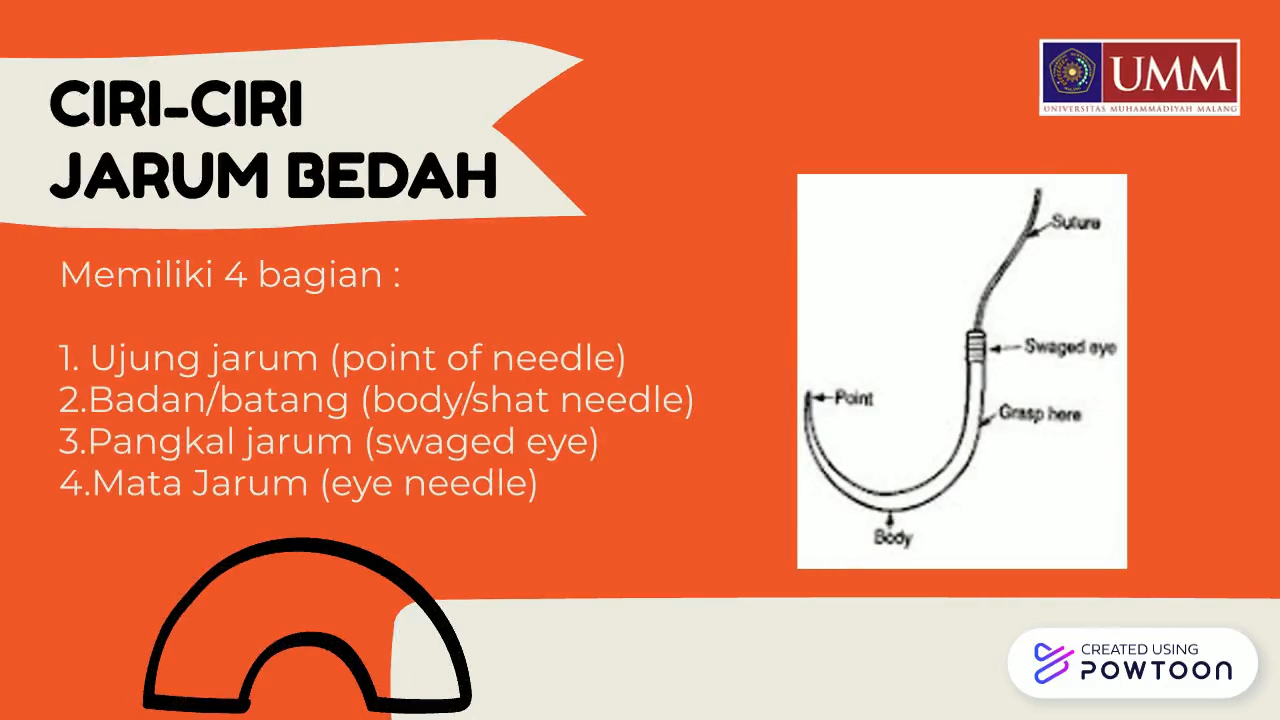 CIRI-CIRI
JARUM BEDAH
UMM
UNIVERSITAS MUHAMMADIYAH MALANG
Memiliki 4 bagian :
1. Ujung jarum (point of needle)
2.Badan/batang (body/shat needle)
3.Pangkal jarum (swaged eye)
4.Mata Jarum (eye needle)
Suture
Swaged eye
Point
Grasp here
Body
CREATED USING
POWTOON